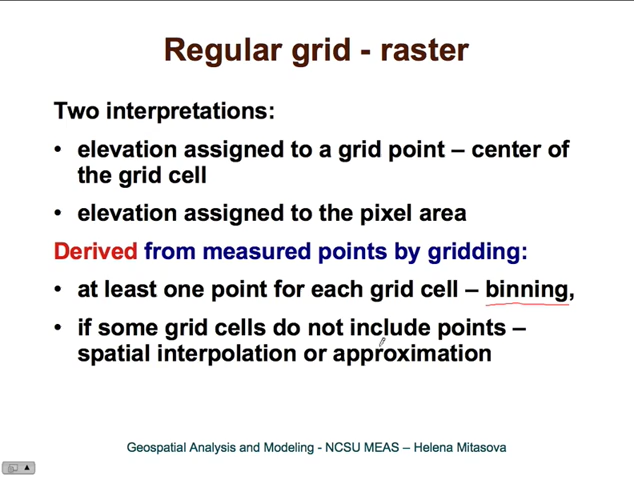 Regular grid - raster
Two interpretations:
• elevation assigned to a grid point – center of
the grid cell
• elevation assigned to the pixel area
Derived from measured points by gridding:
• at least one point for each grid cell – binning,
• if some grid cells do not include points –
spatial interpolation or approximation
Geospatial Analysis and Modeling - NCSU MEAS – Helena Mitasova